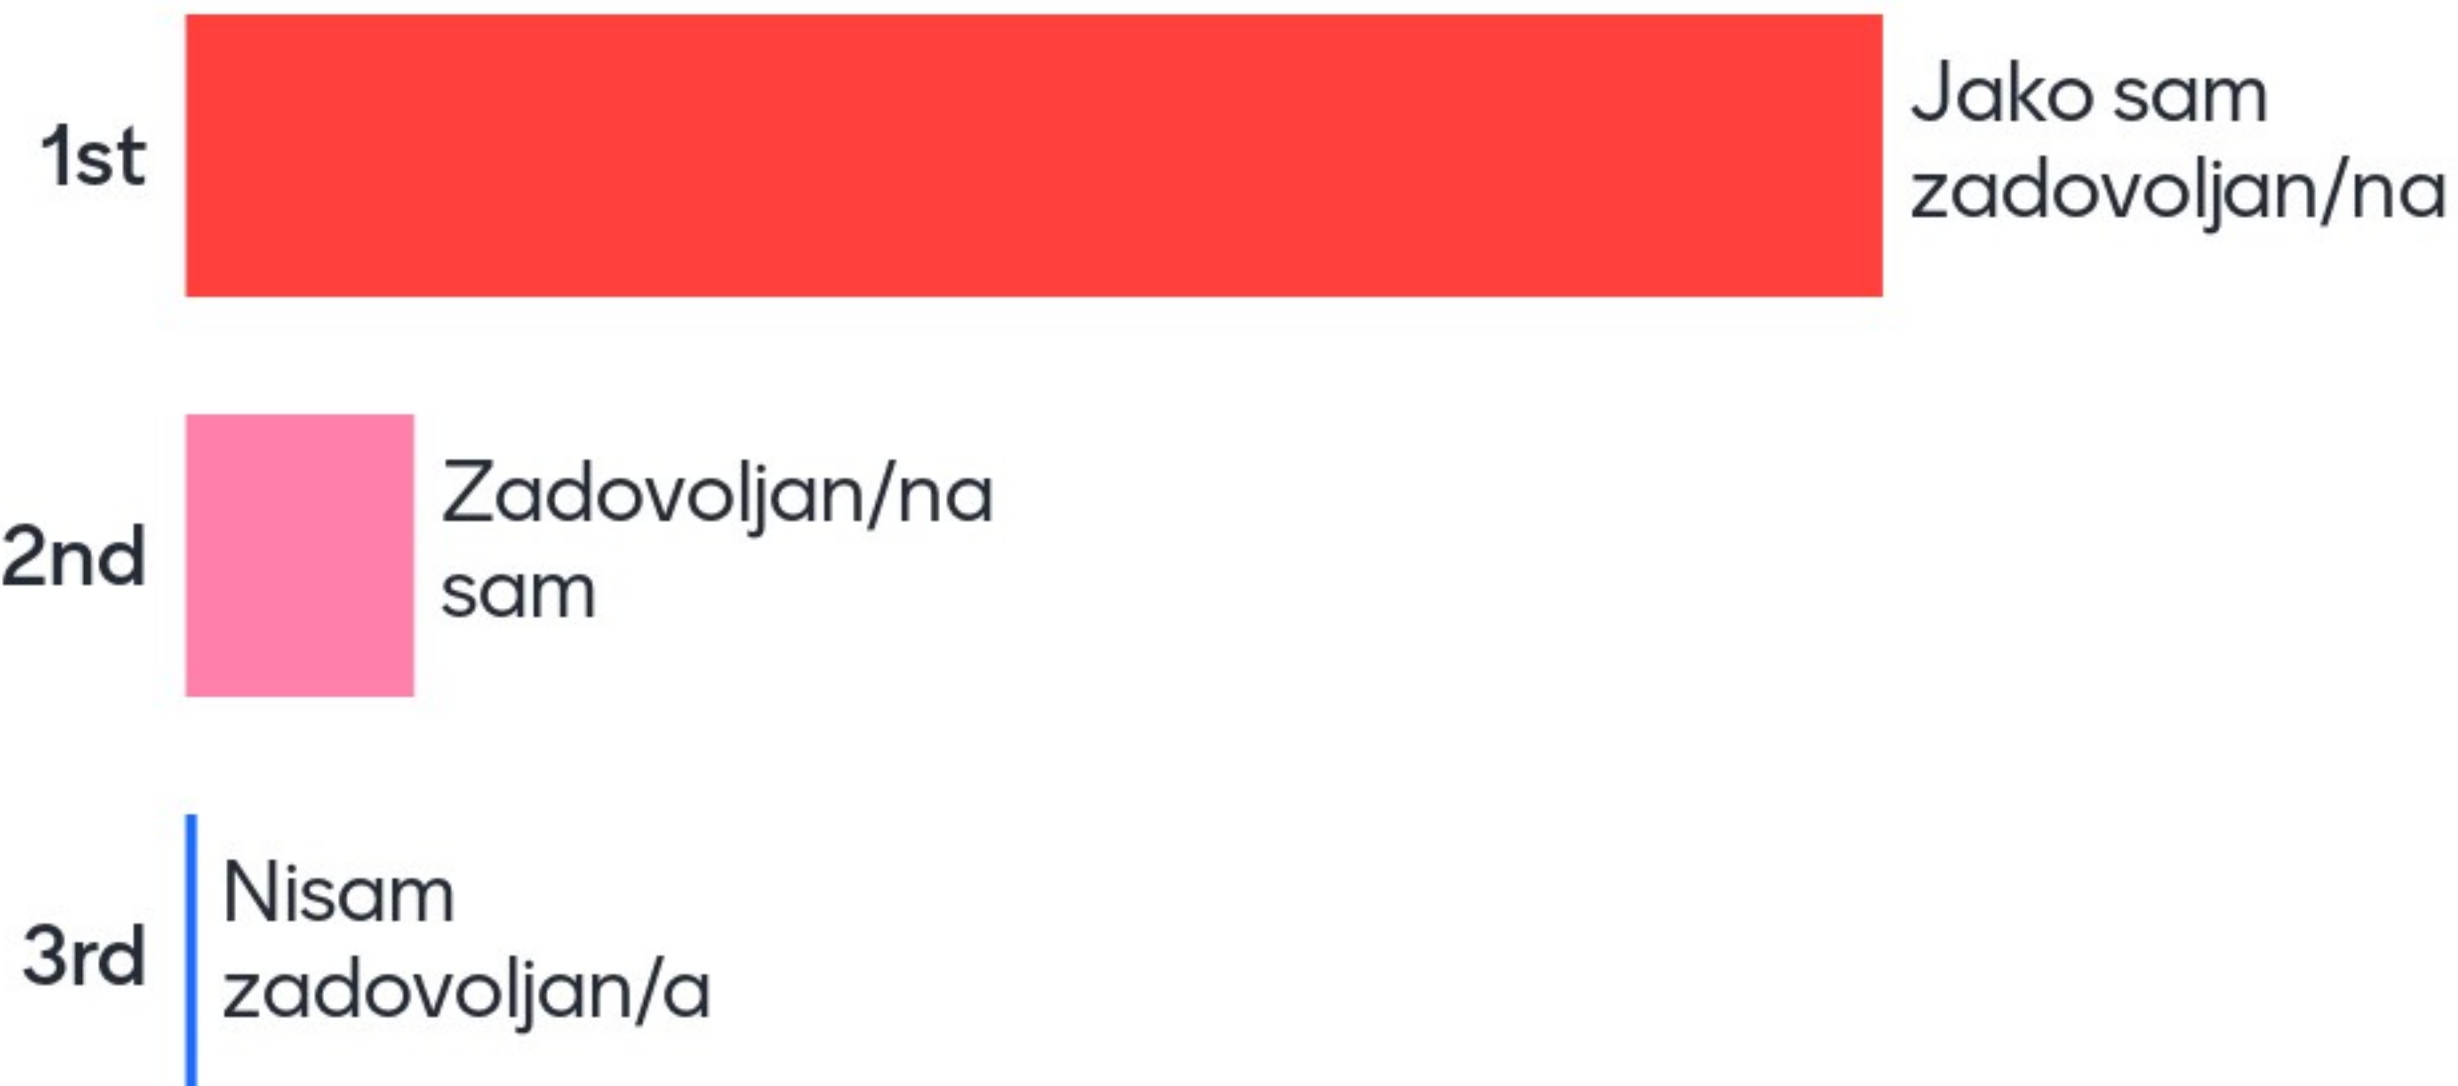 1st
Jako sam
zadovoljan/na
2nd
Zadovoljan/na
sam
3rd
Nisam
zadovoljan/a